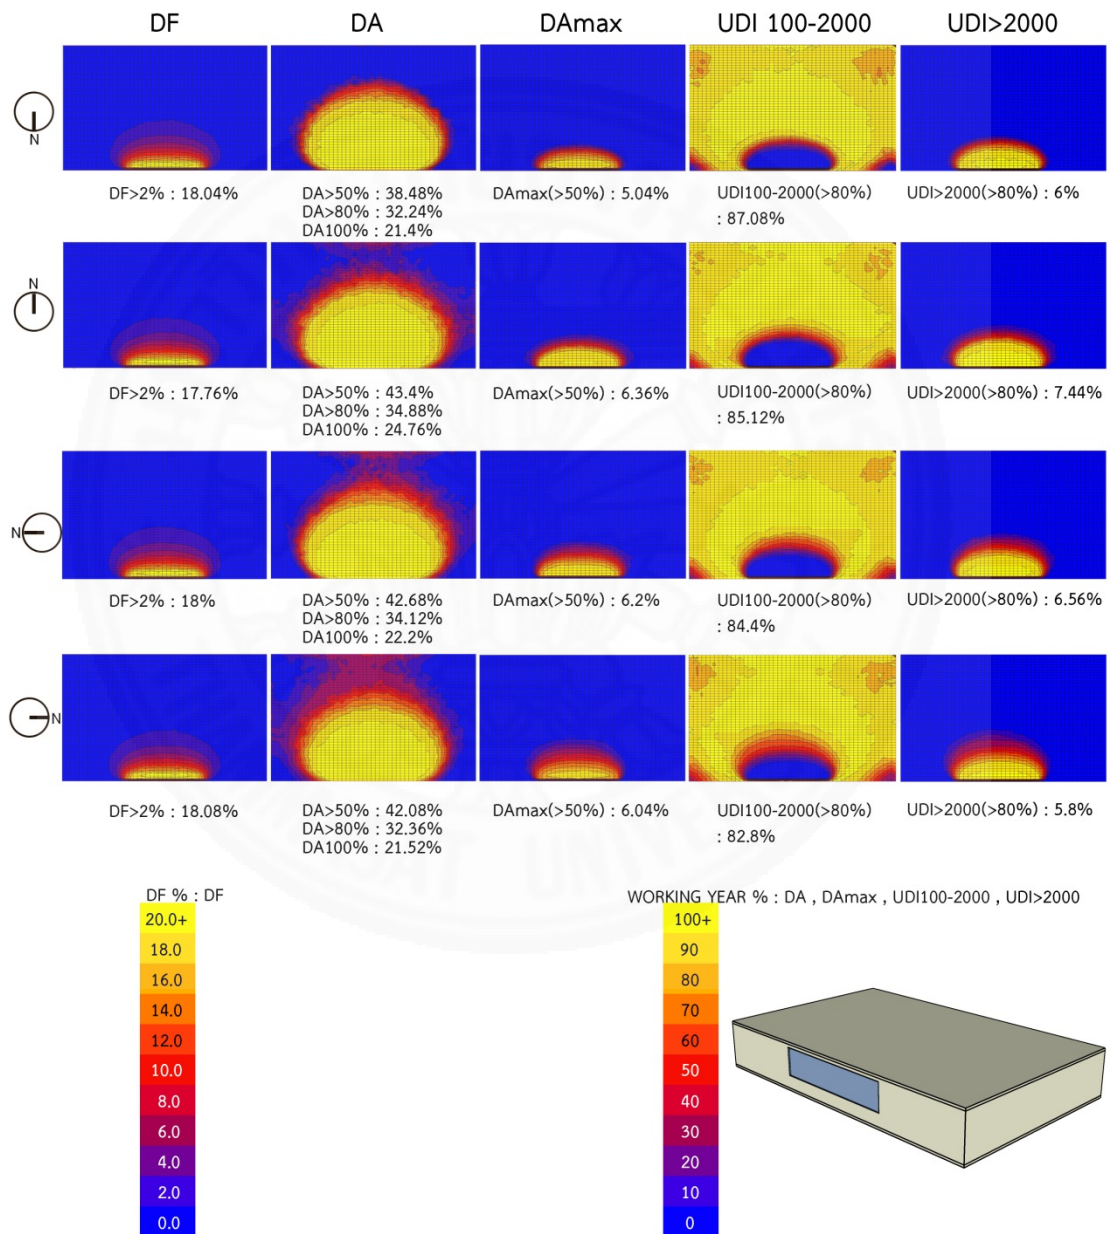 DF DA DAmax UDI 100-2000 UDI>2000
N
DF>2% : 18.04% DA>50% : 38.48% DAmax(>50%) : 5.04% UDI100-2000(>80%) UDI>2000(>80%) : 6%
DA>80% : 32.24% : 87.08%
DA100% : 21.4%
N
DF>2% : 17.76% DA>50% : 43.4% DAmax(>50%) : 6.36% UDI100-2000(>80%) UDI>2000(>80%) : 7.44%
DA>80% : 34.88% : 85.12%
DA100% : 24.76%
N
DF>2% : 18% DA>50% : 42.68% DAmax(>50%) : 6.2% UDI100-2000(>80%) UDI>2000(>80%) : 6.56%
DA>80% : 34.12% : 84.4%
DA100% : 22.2%
N
DF>2% : 18.08% DA>50% : 42.08% DAmax(>50%) : 6.04% UDI100-2000(>80%) UDI>2000(>80%) : 5.8%
DA>80% : 32.36% : 82.8%
DA100% : 21.52%
DF % : DF WORKING YEAR % : DA , DAmax , UDI100-2000 , UDI>2000
20.0+ 100+
18.0 90
16.0 80
14.0 70
12.0 60
10.0 50
8.0 40
6.0 30
4.0 20
2.0 10
0.0 0